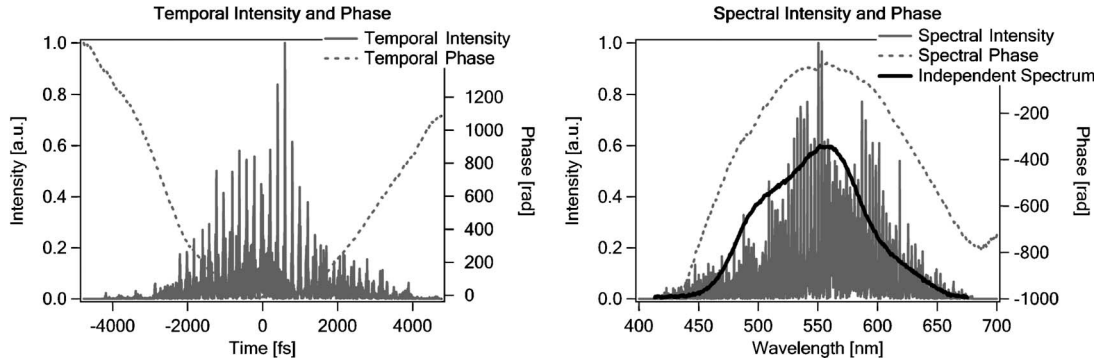 Temporal Intensity and Phase
Temporal Intensity
Temporal Phase
Intensity [a.u.]
1.0
0.8
0.6
0.4
0.2
0.0
1200
1000
800
600
400
200
0
Phase [rad]
-4000 -2000 0 2000 4000
Time [fs]
Spectral Intensity and Phase
Spectral Intensity
Spectral Phase
Independent Spectrum
Intensity [a.u.]
1.0
0.8
0.6
0.4
0.2
0.0
-200
-400
-600
-800
-1000
Phase [rad]
400 450 500 550 600 650 700
Wavelength [nm]